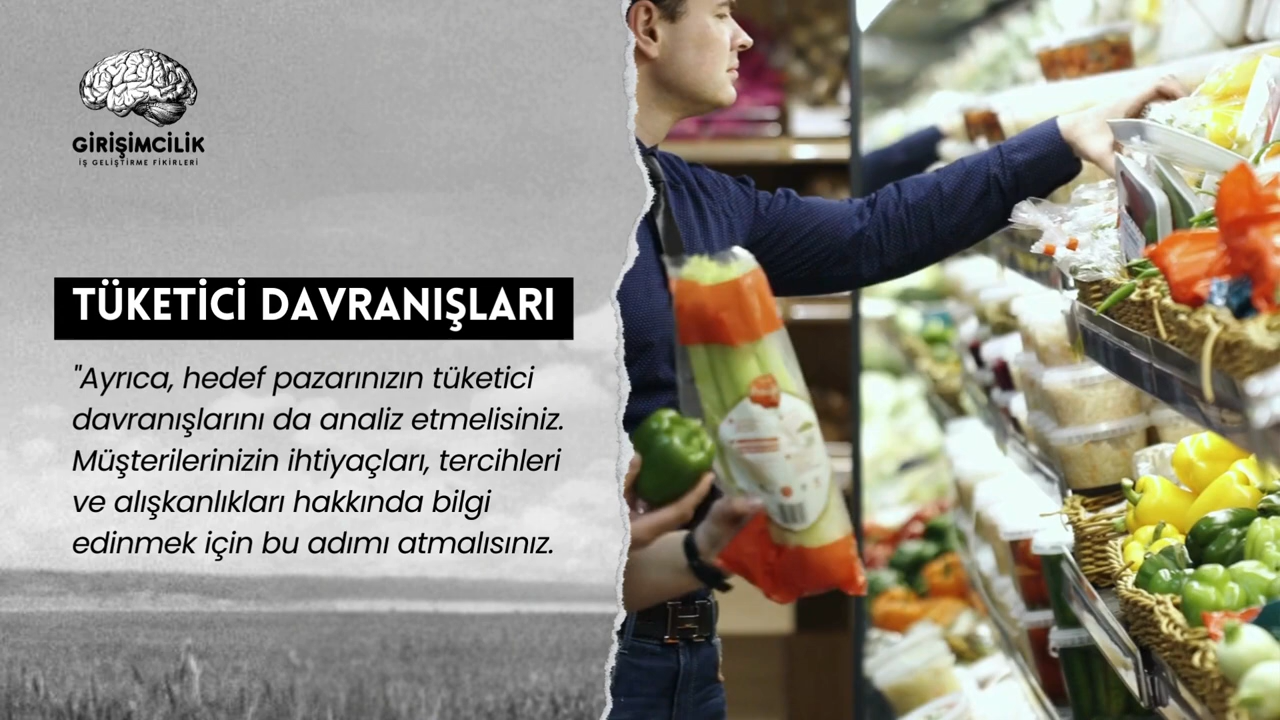 GİRİŞİMCİLİK
İŞ GELİŞTİRME FİKİRLERİ
TÜKETİCİ DAVRANIŞLARI
"Ayrıca, hedef pazarınızın tüketici
davranışlarını da analiz etmelisiniz.
Müşterilerinizin ihtiyaçları, tercihleri
ve alışkanlıkları hakkında bilgi
edinmek için bu adımı atmalısınız.